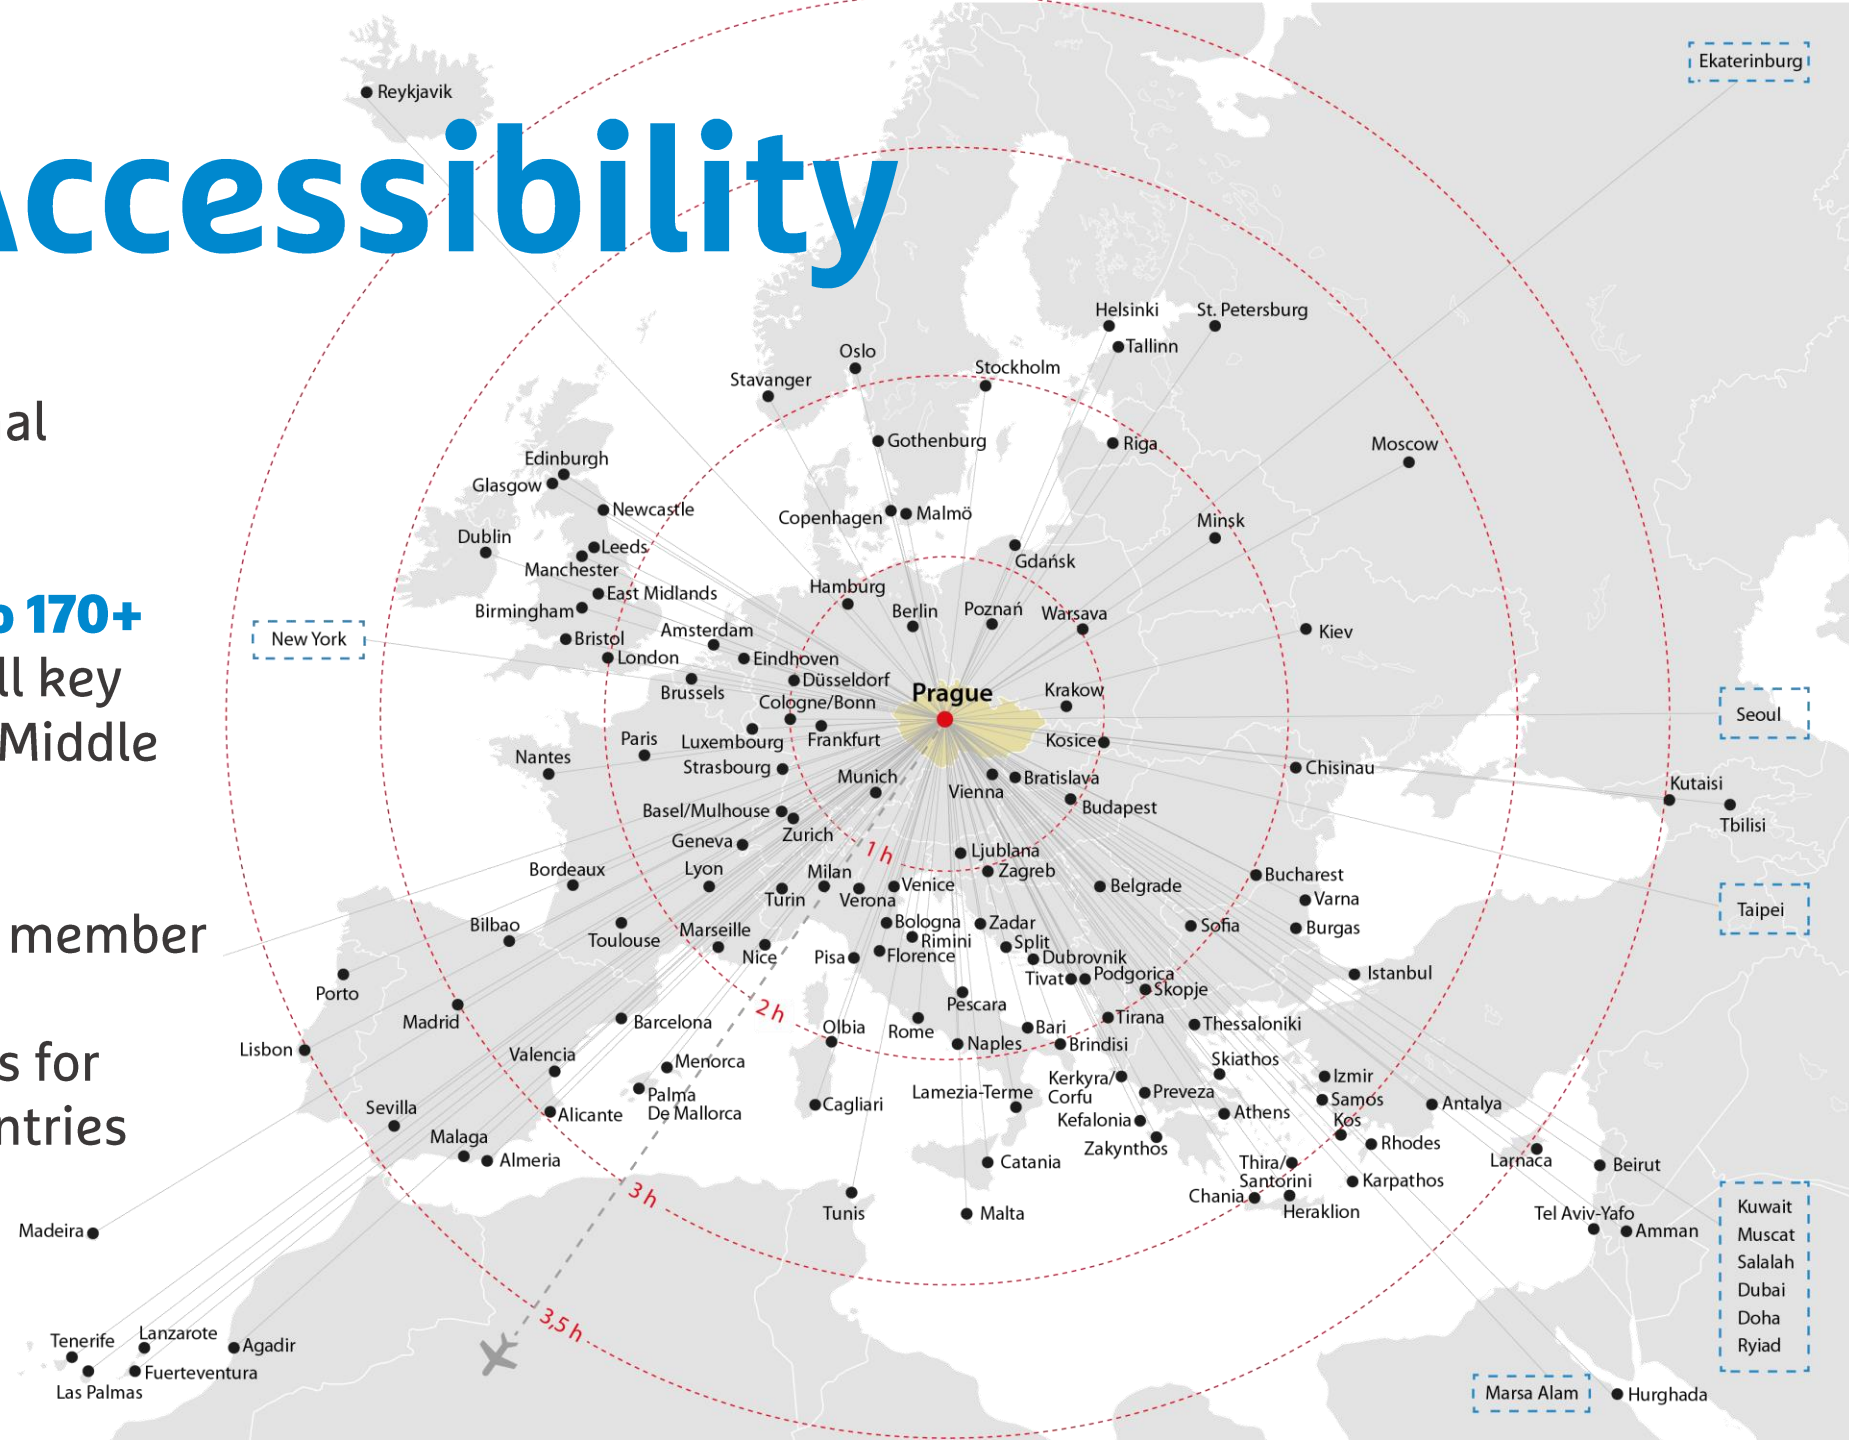 Accessibility
al
o 170+
ll key
Middle
member
s for
ntries
Reykjavik
Ekaterinburg
Helsinki
St. Petersburg
Tallinn
Oslo
Stockholm
Stavanger
Gothenburg
Riga
Moscow
Edinburgh
Glasgow
Newcastle
Copenhagen
Malmö
Minsk
Dublin
Leeds
Manchester
Gdańsk
East Midlands
Hamburg
Birmingham
Berlin
Poznań
Warsava
New York
Bristol
Amsterdam
Kiev
London
Eindhoven
Brussels
Düsseldorf
Prague
Krakow
Cologne/Bonn
Seoul
Paris
Luxembourg
Frankfurt
Kosice
Nantes
Strasbourg
Munich
Vienna
Bratislava
Chisinau
Kutaisi
Tbilisi
Basel/Mulhouse
Budapest
Zurich
Geneva
1 h
Ljublana
Zagreb
Bordeaux
Lyon
Milan
Turin
Verona
Venice
Belgrade
Bucharest
Varna
Taipei
Bilbao
Toulouse
Marseille
Nice
Bologna
Rimini
Zadar
Sofia
Burgas
Pisa
Florence
Split
Dubrovnik
Tivat
Podgorica
Skopje
Istanbul
Porto
Madrid
2 h
Pescara
Barcelona
Olbia
Rome
Bari
Tirana
Thessaloniki
Lisbon
Valencia
Naples
Brindisi
Menorca
Skiathos
Palma
De Mallorca
Kerkyra/
Corfu
Izmir
Lamezia-Terme
Preveza
Samos
Antalya
Sevilla
Alicante
Cagliari
Kefalonia
Athens
Kos
Malaga
Almeria
Zakynthos
Rhodes
Catania
Thira/
Santorini
Larnaca
Beirut
3 h
Karpathos
Chania
Heraklion
Tunis
Malta
Tel Aviv-Yafo
Amman
Madeira
Kuwait
Muscat
Salalah
Dubai
Doha
Ryiad
3,5 h
Tenerife
Lanzarote
Agadir
Las Palmas
Fuerteventura
Marsa Alam
Hurghada